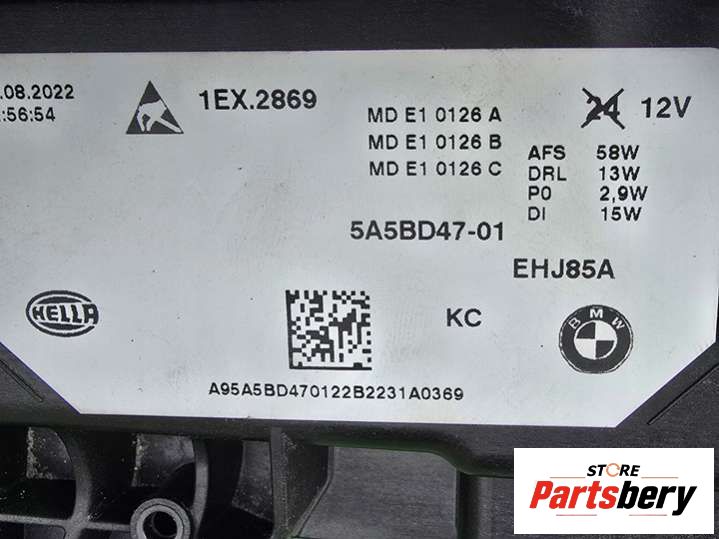 .08.2022
:56:54
1EX.2869
MD E1 0126 A
MD E1 0126 B
MD E1 0126 C
24 12V
AFS 58W
DRL 13W
PO 2,9W
DI 15W
5A5BD47-01
EHJ85A
HELLA
KC
BMW
A95A5BD470122B2231A0369
STORE
Partsbery